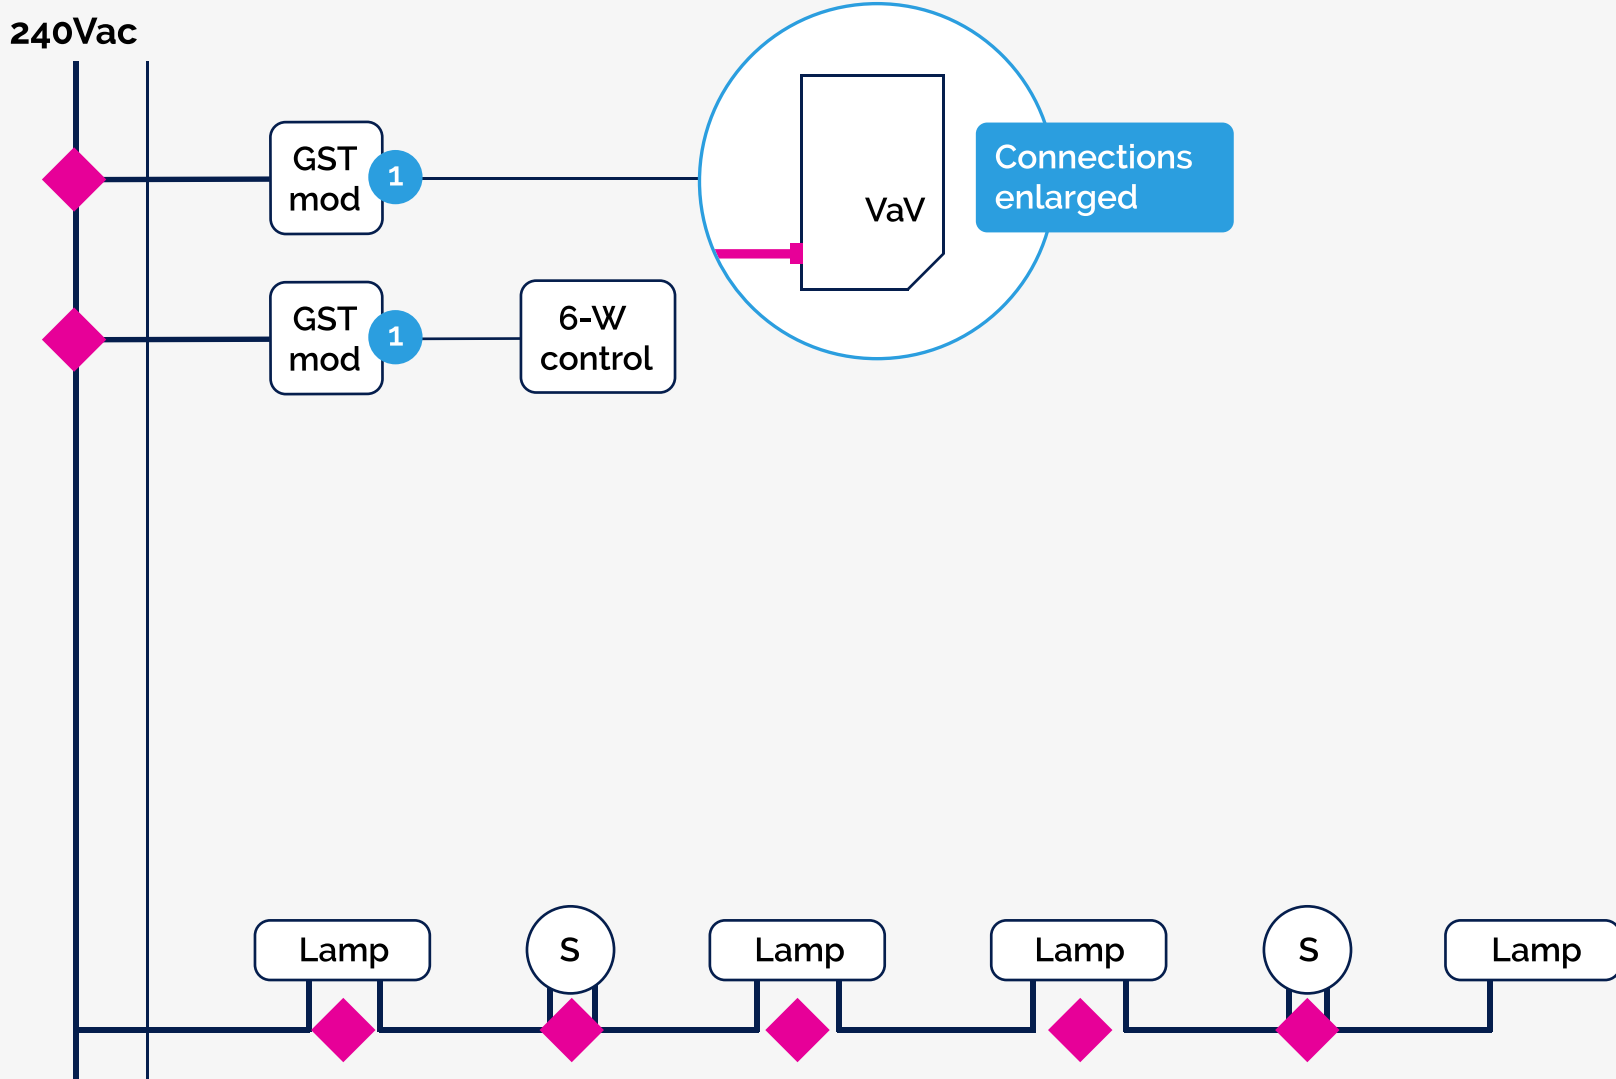 240Vac
GST
mod
1
VaV
Connections
enlarged
GST
mod
1
6-W
control
Lamp
S
Lamp
Lamp
S
Lamp